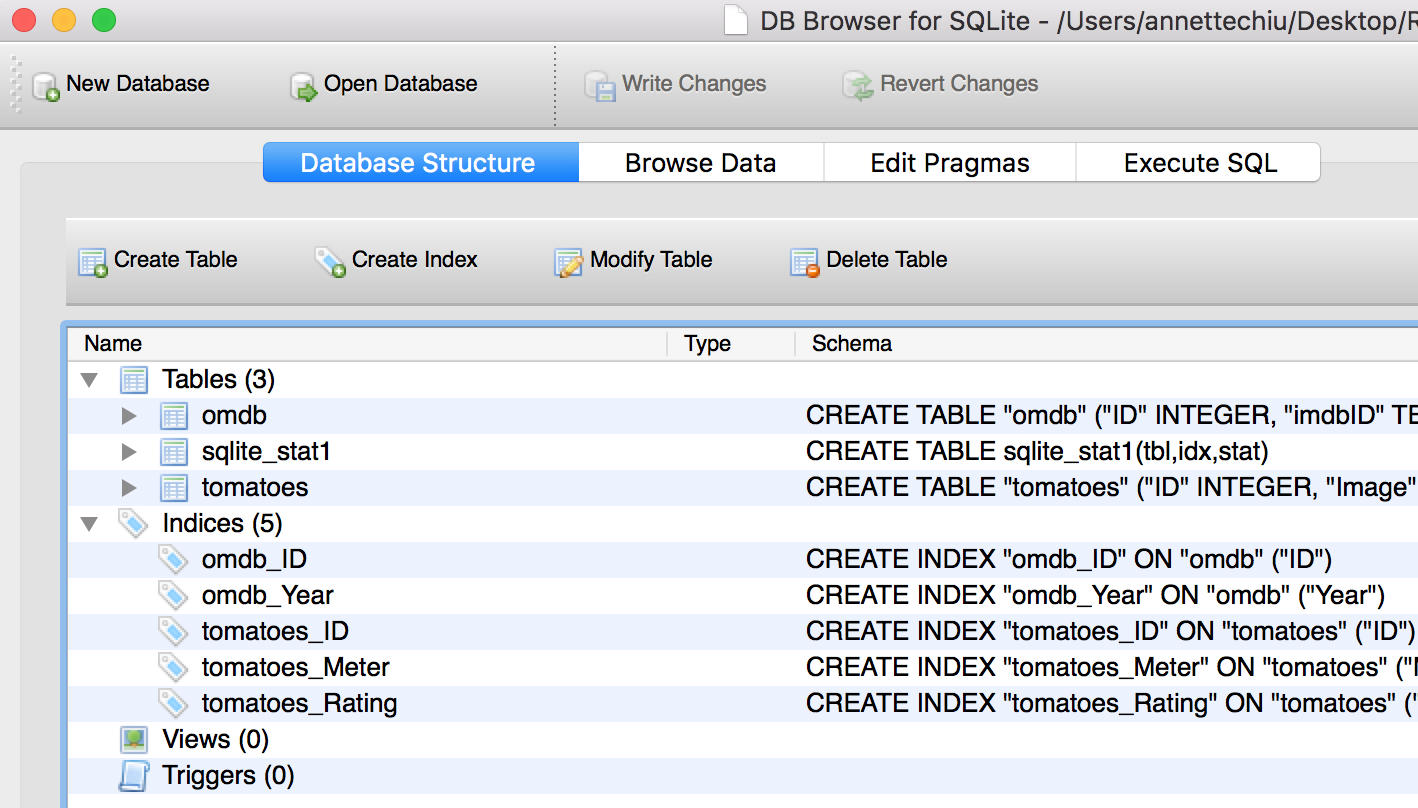 DB Browser for SQLite - /Users/annettechiu/Desktop/R
New Database Open Database Write Changes Revert Changes
Database Structure Browse Data Edit Pragmas Execute SQL
Create Table Create Index Modify Table Delete Table
Name Type Schema
Tables (3)
omdb CREATE TABLE "omdb" ("ID" INTEGER, "imdbID" TE
sqlite_stat1 CREATE TABLE sqlite_stat1(tbl,idx,stat)
tomatoes CREATE TABLE "tomatoes" ("ID" INTEGER, "Image"
Indices (5)
omdb_ID CREATE INDEX "omdb_ID" ON "omdb" ("ID")
omdb_Year CREATE INDEX "omdb_Year" ON "omdb" ("Year")
tomatoes_ID CREATE INDEX "tomatoes_ID" ON "tomatoes" ("ID")
tomatoes_Meter CREATE INDEX "tomatoes_Meter" ON "tomatoes" ("M
tomatoes_Rating CREATE INDEX "tomatoes_Rating" ON "tomatoes" ("
Views (0)
Triggers (0)